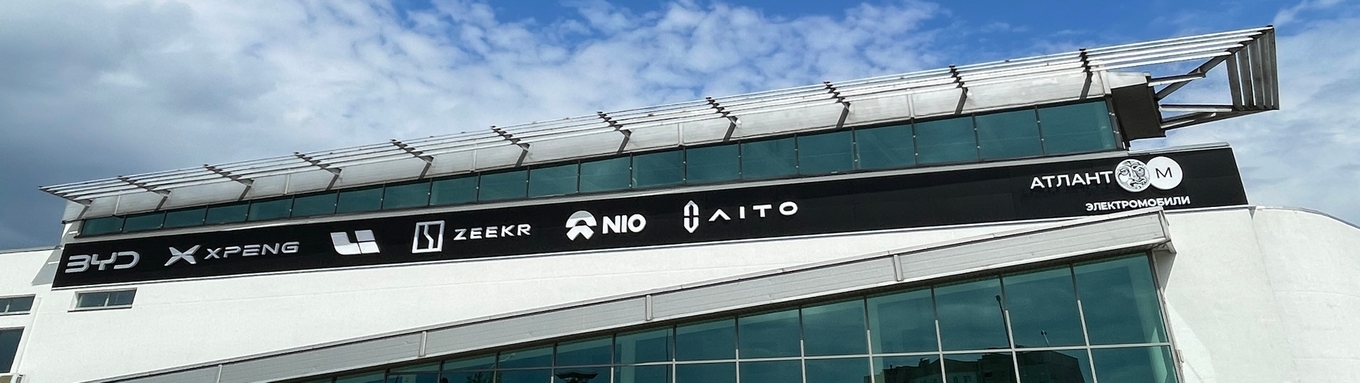 BYD XPENG ZEEKR NIO AITO
АТЛАНТ М
ЭЛЕКТРОМОБИЛИ